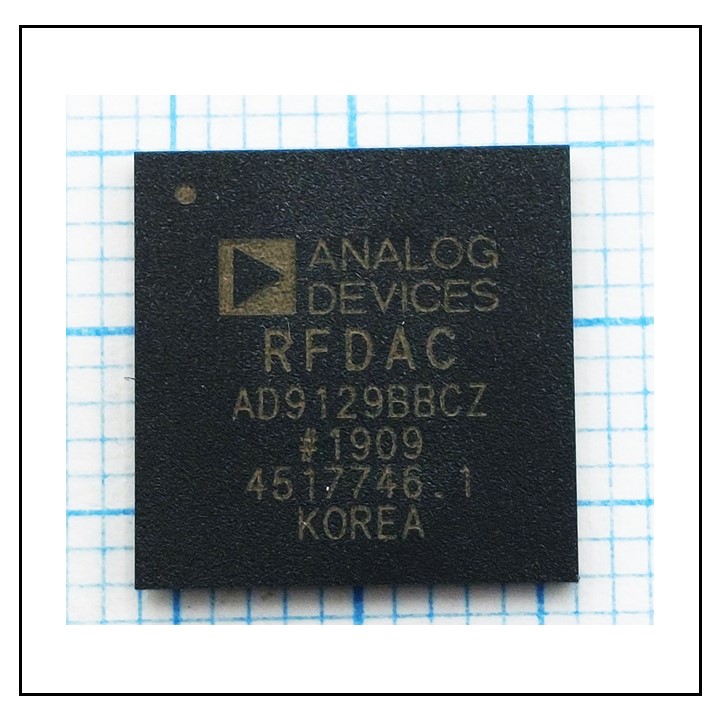 ANALOG
DEVICES
RFDAC
AD9129BBCZ
#1909
4517746.1
KOREA